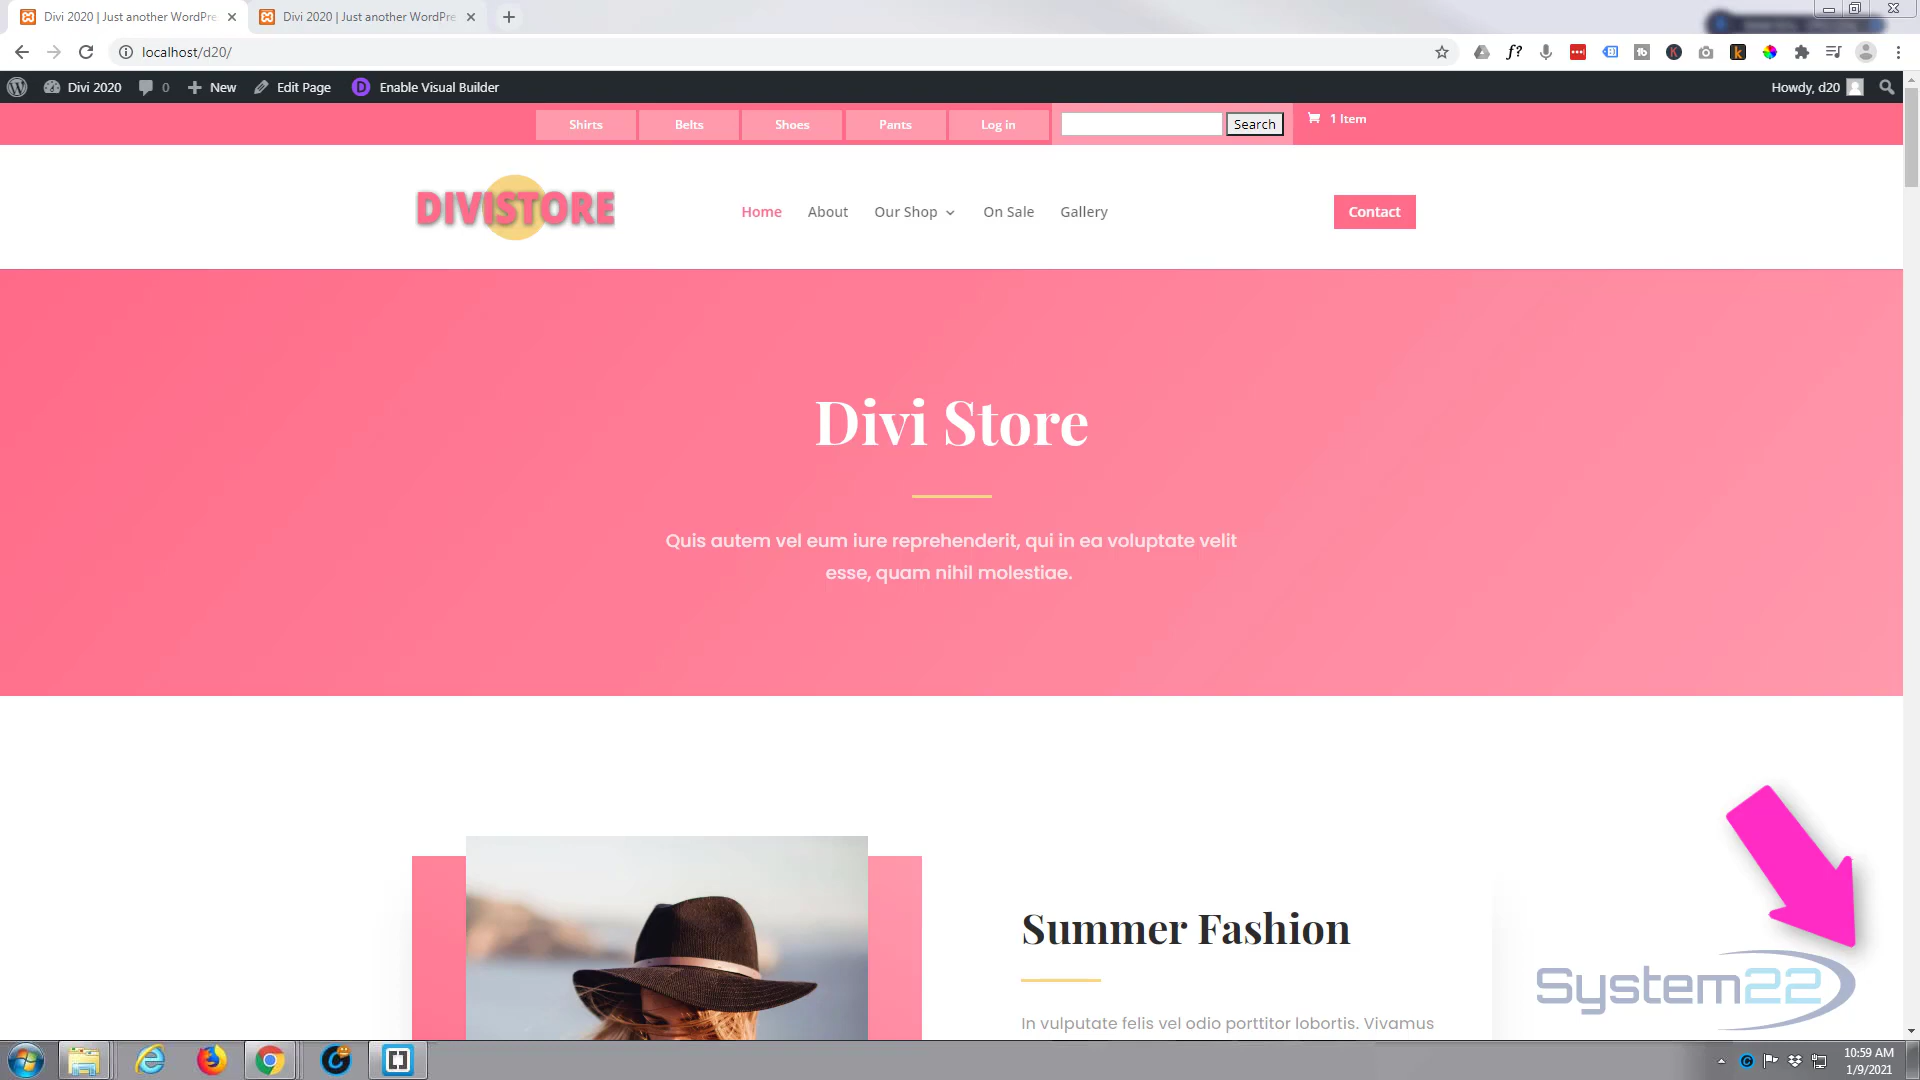 Divi 2020 | Just another WordPre
Divi 2020 | Just another WordPre
localhost/d20/
Divi 2020
0
New
Edit Page
Enable Visual Builder
Howdy, d20
Shirts
Belts
Shoes
Pants
Log in
Search
1 Item
DIVISTORE
Home
About
Our Shop
On Sale
Gallery
Contact
Divi Store
Quis autem vel eum iure reprehenderit, qui in ea voluptate velit
esse, quam nihil molestiae.
Summer Fashion
In vulputate felis vel odio porttitor lobortis. Vivamus
System22
10:59 AM
1/9/2021